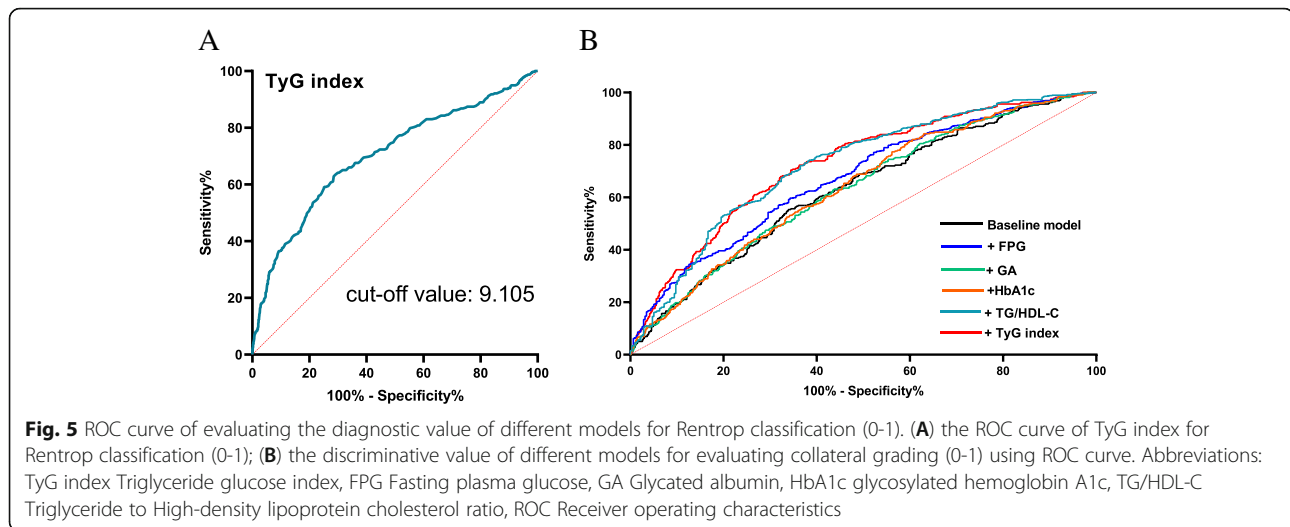 A
TyG index
100
80
60
40
20
0
Sensitivity%
cut-off value: 9.105
0 20 40 60 80 100
100% - Specificity%
B
100
80
60
40
20
0
Sensitivity%
Baseline model
+ FPG
+ GA
+HbA1c
+ TG/HDL-C
+ TyG index
0 20 40 60 80 100
100% - Specificity%
Fig. 5 ROC curve of evaluating the diagnostic value of different models for Rentrop classification (0-1). (A) the ROC curve of TyG index for
Rentrop classification (0-1); (B) the discriminative value of different models for evaluating collateral grading (0-1) using ROC curve. Abbreviations:
TyG index Triglyceride glucose index, FPG Fasting plasma glucose, GA Glycated albumin, HbA1c glycosylated hemoglobin A1c, TG/HDL-C
Triglyceride to High-density lipoprotein cholesterol ratio, ROC Receiver operating characteristics